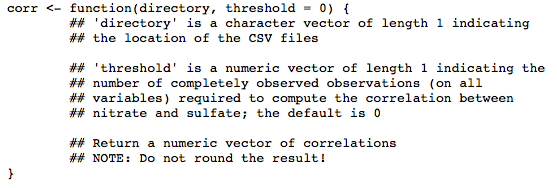 corr <- function(directory, threshold = 0) {
## 'directory' is a character vector of length 1 indicating
## the location of the CSV files
## 'threshold' is a numeric vector of length 1 indicating the
## number of completely observed observations (on all
## variables) required to compute the correlation between
## nitrate and sulfate; the default is 0
## Return a numeric vector of correlations
## NOTE: Do not round the result!
}